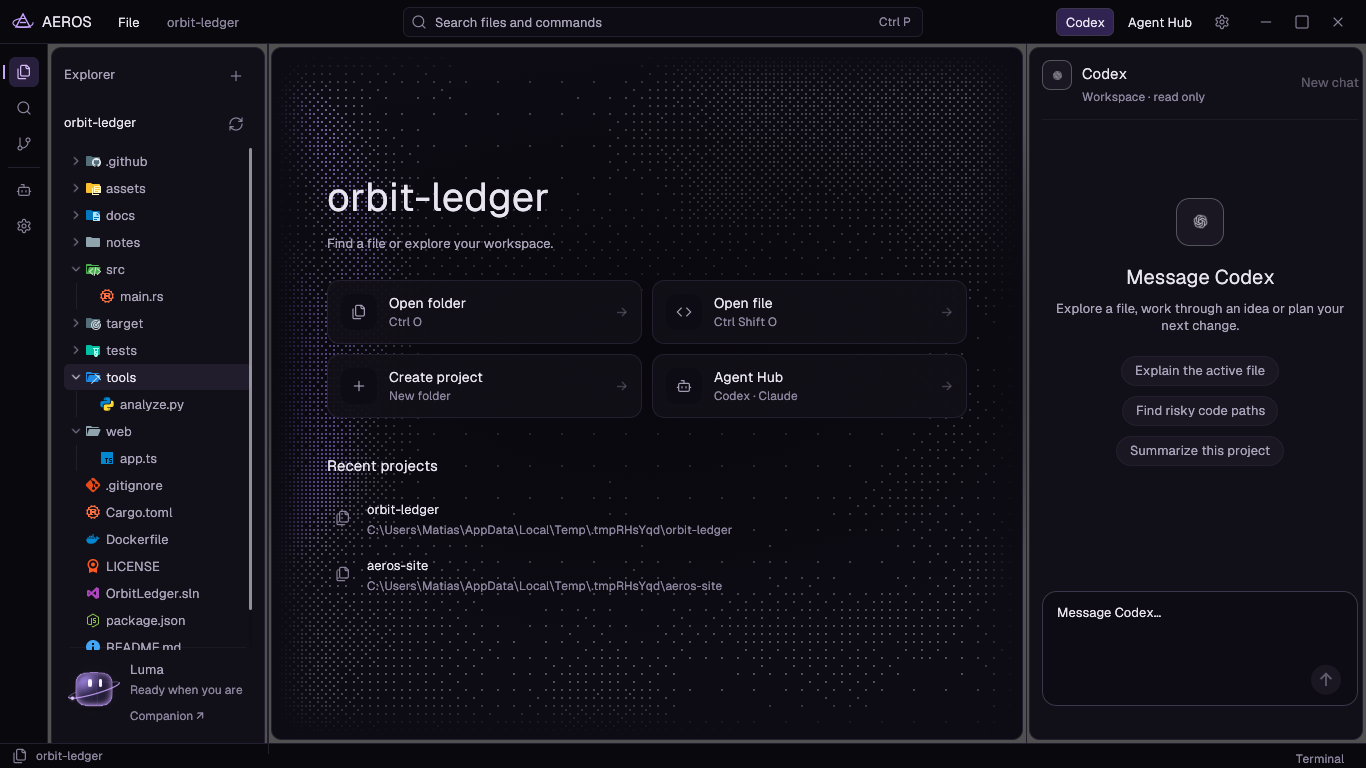 AEROS
File
orbit-ledger
Search files and commands
Ctrl P
Codex
Agent Hub
Explorer
orbit-ledger
.github
assets
docs
notes
src
main.rs
target
tests
tools
analyze.py
web
app.ts
.gitignore
Cargo.toml
Dockerfile
LICENSE
OrbitLedger.sln
package.json
README.md
Luma
Ready when you are
Companion ↗
orbit-ledger
Find a file or explore your workspace.
Open folder
Ctrl O
Open file
Ctrl Shift O
Create project
New folder
Agent Hub
Codex · Claude
Recent projects
orbit-ledger
C:\Users\Matias\AppData\Local\Temp\.tmpRHsYqd\orbit-ledger
aeros-site
C:\Users\Matias\AppData\Local\Temp\.tmpRHsYqd\aeros-site
Codex
Workspace · read only
New chat
Message Codex
Explore a file, work through an idea or plan your
next change.
Explain the active file
Find risky code paths
Summarize this project
Message Codex…
orbit-ledger
Terminal